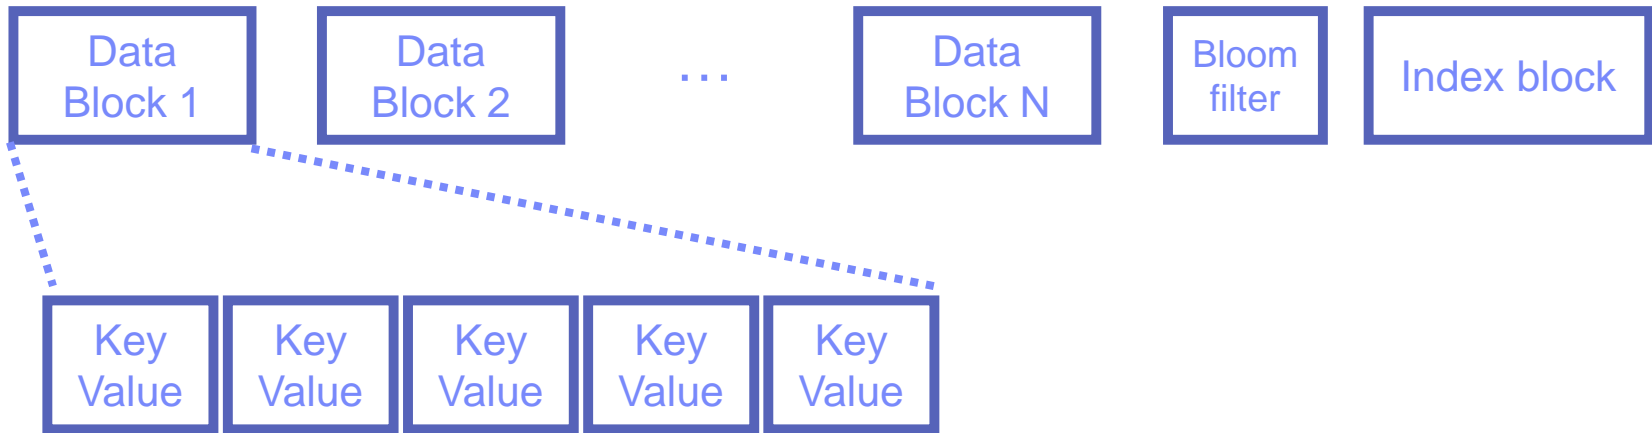 Data
Block 1
Data
Block 2
...
Data
Block N
Bloom
filter
Index block
Key
Value
Key
Value
Key
Value
Key
Value
Key
Value